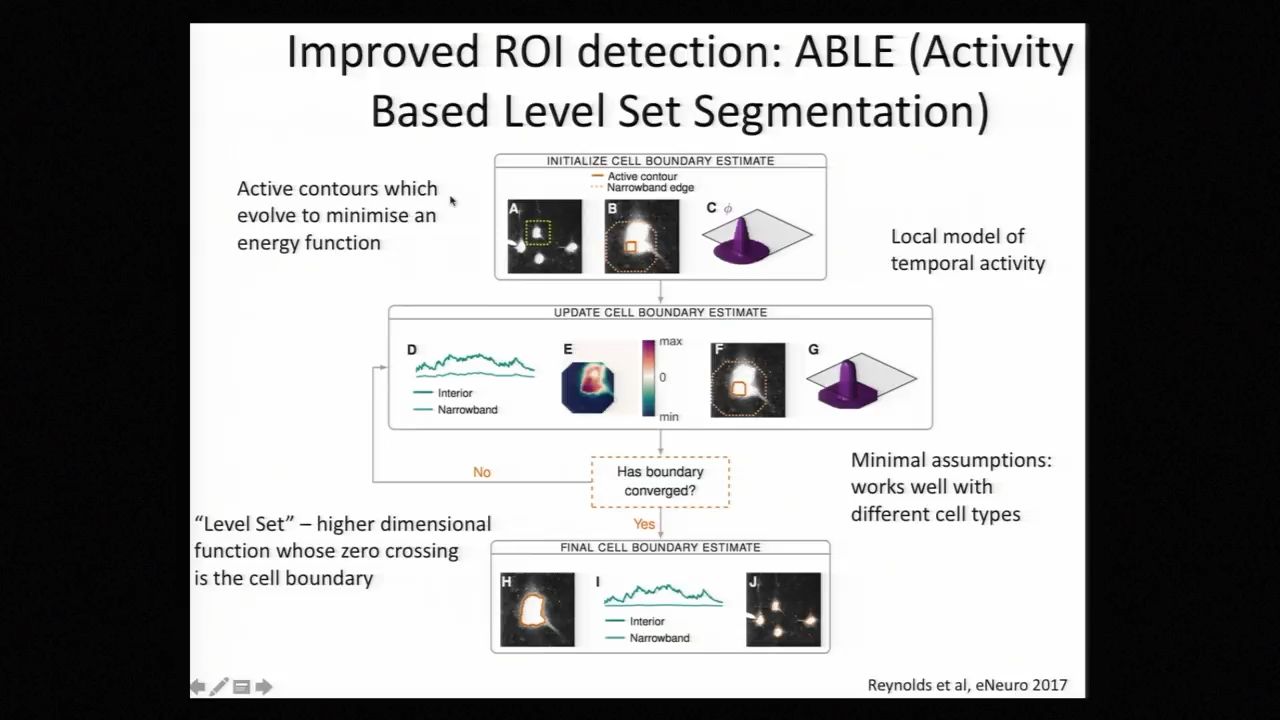 Improved ROI detection: ABLE (Activity
Based Level Set Segmentation)
INITIALIZE CELL BOUNDARY ESTIMATE
Active contour
Narrowband edge
A
B
C ϕ
Active contours which
evolve to minimise an
energy function
Local model of
temporal activity
UPDATE CELL BOUNDARY ESTIMATE
D
Interior
Narrowband
E
max
0
min
F
G
No
Has boundary
converged?
Yes
Minimal assumptions:
works well with
different cell types
"Level Set" – higher dimensional
function whose zero crossing
is the cell boundary
FINAL CELL BOUNDARY ESTIMATE
H
I
Interior
Narrowband
J
Reynolds et al, eNeuro 2017